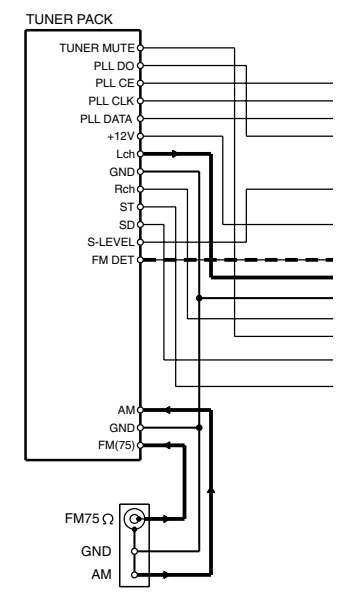 TUNER PACK
TUNER MUTE
PLL DO
PLL CE
PLL CLK
PLL DATA
+12V
Lch
GND
Rch
ST
SD
S-LEVEL
FM DET
AM
GND
FM(75)
FM75 Ω
GND
AM